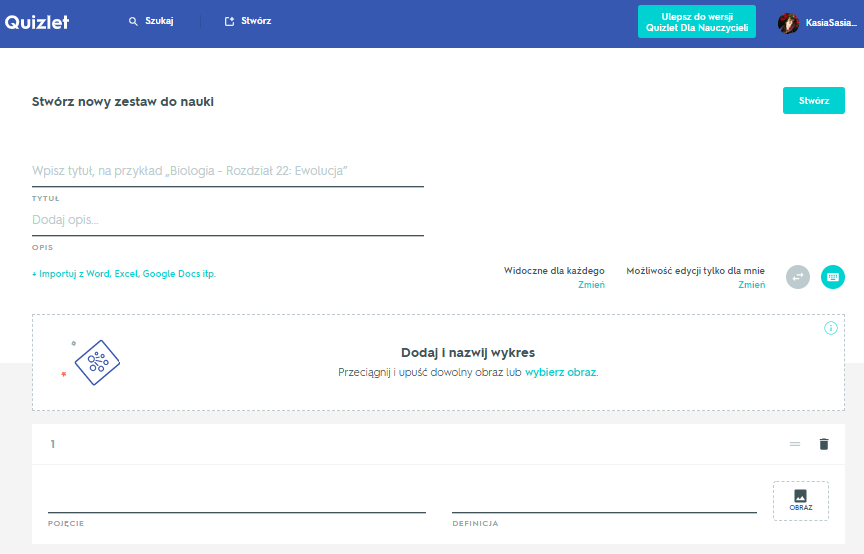 Quizlet
Szukaj
Stwórz
Ulepsz do wersji
Quizlet Dla Nauczycieli
KasiaSasia...
Stwórz nowy zestaw do nauki
Stwórz
Wpisz tytuł, na przykład „Biologia - Rozdział 22: Ewolucja”
TYTUŁ
Dodaj opis...
OPIS
+ Importuj z Word, Excel, Google Docs itp.
Widoczne dla każdego
Zmień
Możliwość edycji tylko dla mnie
Zmień
Dodaj i nazwij wykres
Przeciągnij i upuść dowolny obraz lub wybierz obraz.
1
POJĘCIE
DEFINICJA
OBRAZ